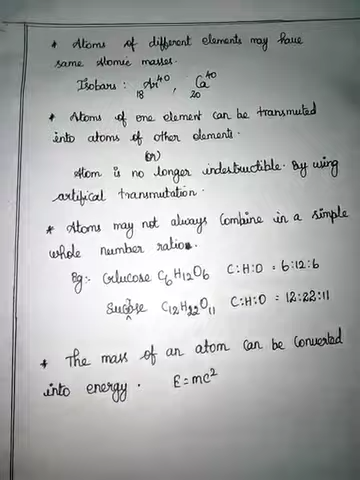 * Atoms of different elements may have
same atomic masses.
Isobars : ₁₈Ar⁴⁰ , ₂₀Ca⁴⁰
* Atoms of one element can be transmuted
into atoms of other element.
(or)
Atom is no longer indestructible. By using
artifical transmutation.
* Atoms may not always combine in a simple
whole number ratio.
Eg:- Glucose C₆H₁₂O₆ C:H:O = 6:12:6
Sucrose C₁₂H₂₂O₁₁ C:H:O = 12:22:11
* The mass of an atom can be converted
into energy. E=mc²